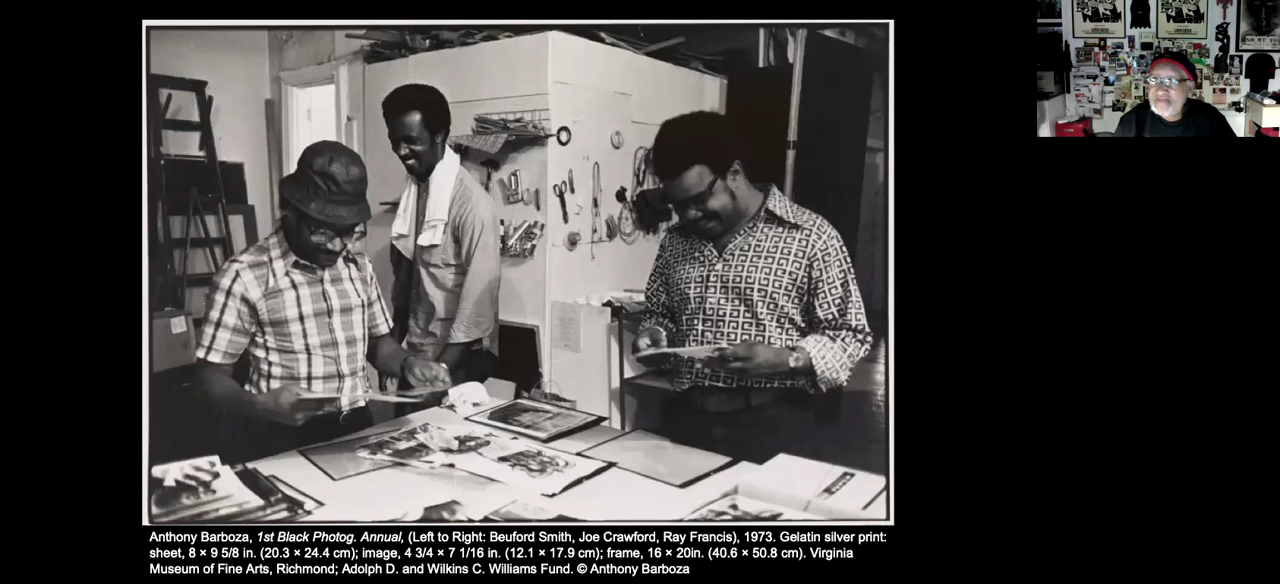 Anthony Barboza, 1st Black Photog. Annual, (Left to Right: Beuford Smith, Joe Crawford, Ray Francis), 1973. Gelatin silver print:
sheet, 8 × 9 5/8 in. (20.3 × 24.4 cm); image, 4 3/4 × 7 1/16 in. (12.1 × 17.9 cm); frame, 16 × 20in. (40.6 × 50.8 cm). Virginia
Museum of Fine Arts, Richmond; Adolph D. and Wilkins C. Williams Fund. © Anthony Barboza